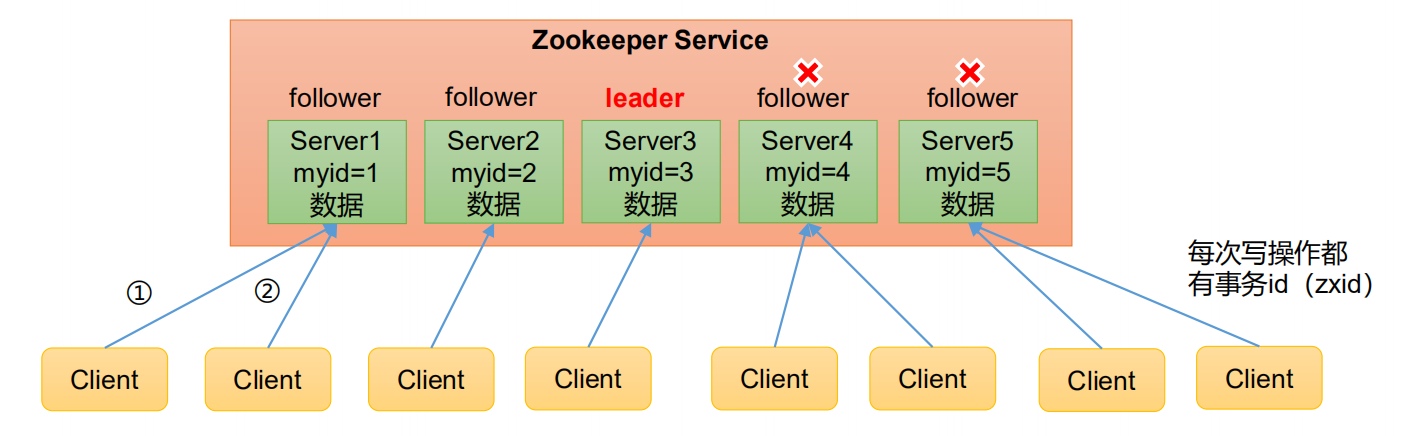 Zookeeper Service
follower
follower
leader
follower
follower
Server1
myid=1
数据
Server2
myid=2
数据
Server3
myid=3
数据
Server4
myid=4
数据
Server5
myid=5
数据
每次写操作都
有事务id（zxid）
①
②
Client
Client
Client
Client
Client
Client
Client
Client